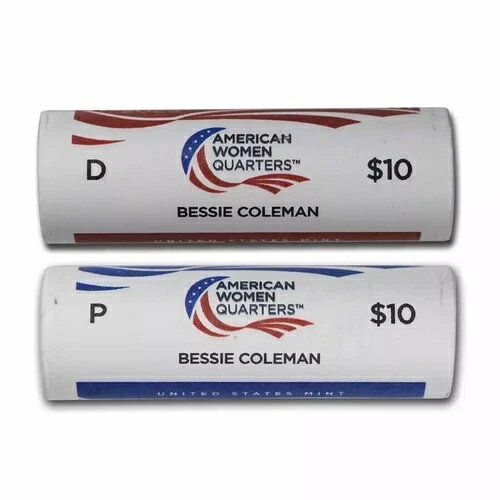 D
AMERICAN
WOMEN
QUARTERS™
$10
BESSIE COLEMAN
UNITED STATES MINT
P
AMERICAN
WOMEN
QUARTERS™
$10
BESSIE COLEMAN
UNITED STATES MINT